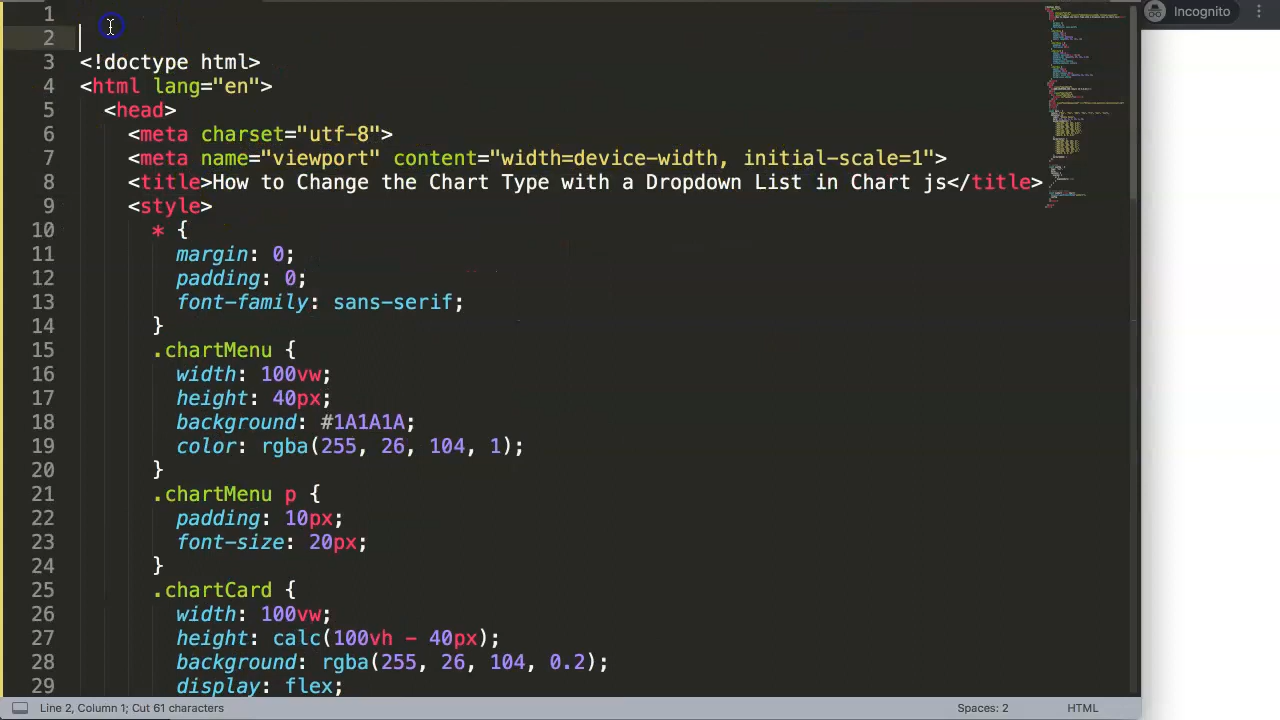 Incognito
1
2
3 <!doctype html>
4 <html lang="en">
5 <head>
6 <meta charset="utf-8">
7 <meta name="viewport" content="width=device-width, initial-scale=1">
8 <title>How to Change the Chart Type with a Dropdown List in Chart js</title>
9 <style>
10 * {
11 margin: 0;
12 padding: 0;
13 font-family: sans-serif;
14 }
15 .chartMenu {
16 width: 100vw;
17 height: 40px;
18 background: #1A1A1A;
19 color: rgba(255, 26, 104, 1);
20 }
21 .chartMenu p {
22 padding: 10px;
23 font-size: 20px;
24 }
25 .chartCard {
26 width: 100vw;
27 height: calc(100vh - 40px);
28 background: rgba(255, 26, 104, 0.2);
29 display: flex;
Line 2, Column 1; Cut 61 characters
Spaces: 2
HTML